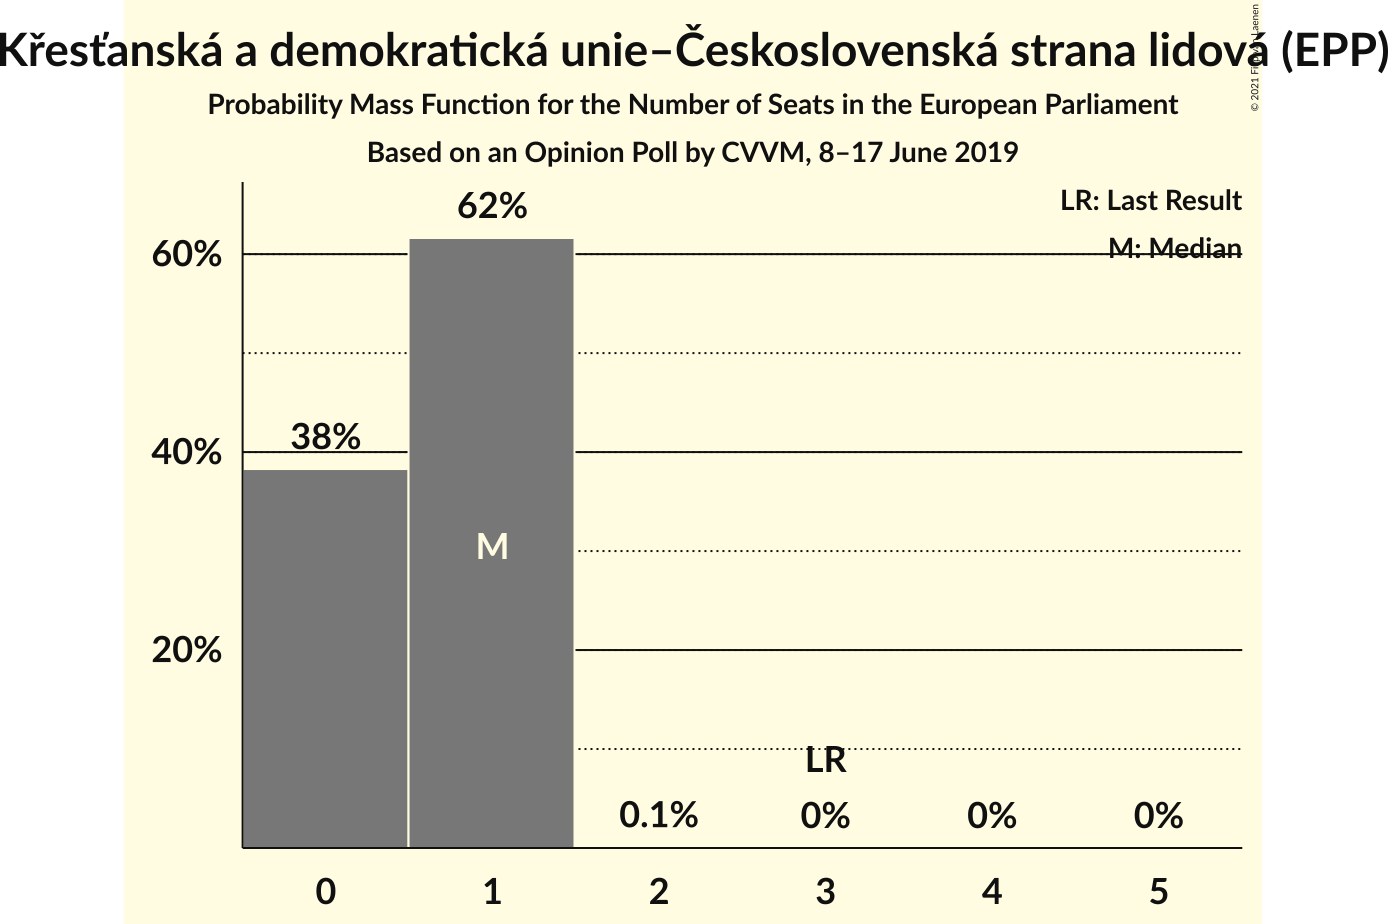 Křesťanská a demokratická unie–Československá strana lidová (EPP)
Probability Mass Function for the Number of Seats in the European Parliament
Based on an Opinion Poll by CVVM, 8–17 June 2019
© 2021 Laenen
LR: Last Result
M: Median
62%
60%
38%
40%
M
20%
LR
0.1% 0% 0% 0%
0 1 2 3 4 5